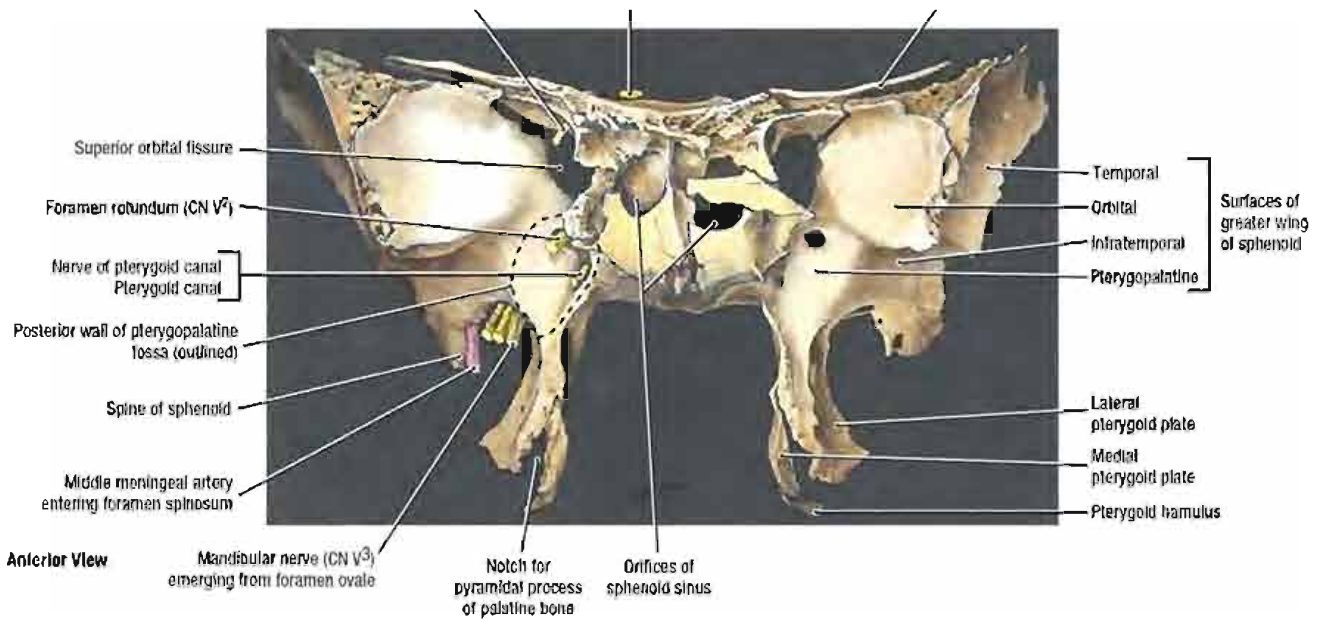 Superior orbital fissure
Foramen rotundum (CN V²)
Nerve of pterygoid canal
Pterygoid canal
Posterior wall of pterygopalatine
fossa (outlined)
Spine of sphenoid
Middle meningeal artery
entering foramen spinosum
Anterior View
Mandibular nerve (CN V³)
emerging from foramen ovale
Notch for
pyramidal process
of palatine bone
Orifices of
sphenoid sinus
Temporal
Orbital
Infratemporal
Pterygopalatine
Surfaces of
greater wing
of sphenoid
Lateral
pterygoid plate
Medial
pterygoid plate
Pterygoid hamulus